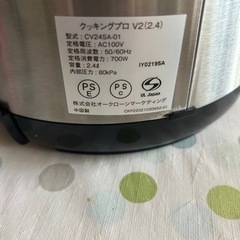 クッキングプロ V2(2.4)
型式：CV24SA-01
定格電圧：AC100V
定格周波数：50/60Hz
定格消費電力：700W
容量：2.4ℓ
内部圧力：80kPa
IY0219SA
PS
E
PS
C
UL Japan
株式会社オークローンマーケティング
中国製